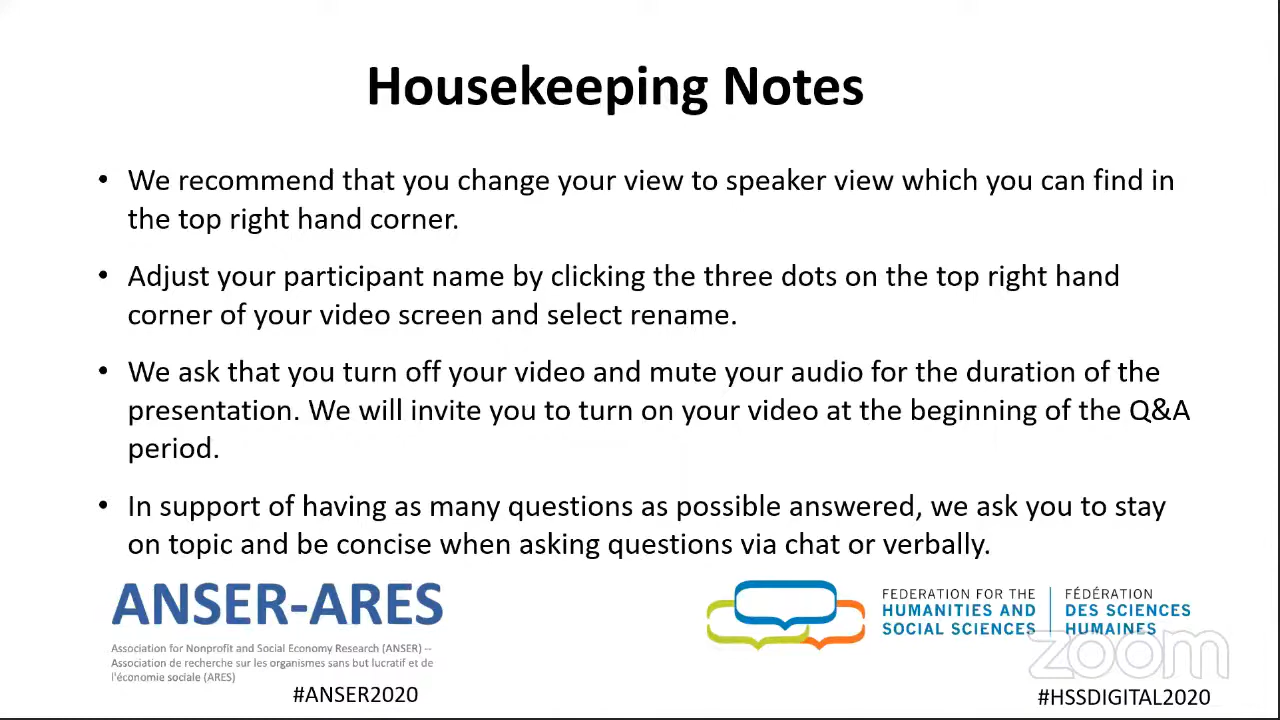 Housekeeping Notes
• We recommend that you change your view to speaker view which you can find in
the top right hand corner.
• Adjust your participant name by clicking the three dots on the top right hand
corner of your video screen and select rename.
• We ask that you turn off your video and mute your audio for the duration of the
presentation. We will invite you to turn on your video at the beginning of the Q&A
period.
• In support of having as many questions as possible answered, we ask you to stay
on topic and be concise when asking questions via chat or verbally.
ANSER-ARES
Association for Nonprofit and Social Economy Research (ANSER) --
Association de recherche sur les organismes sans but lucratif et de
l'économie sociale (ARES)
#ANSER2020
FEDERATION FOR THE
HUMANITIES AND
SOCIAL SCIENCES
FÉDÉRATION
DES SCIENCES
HUMAINES
zoom
#HSSDIGITAL2020